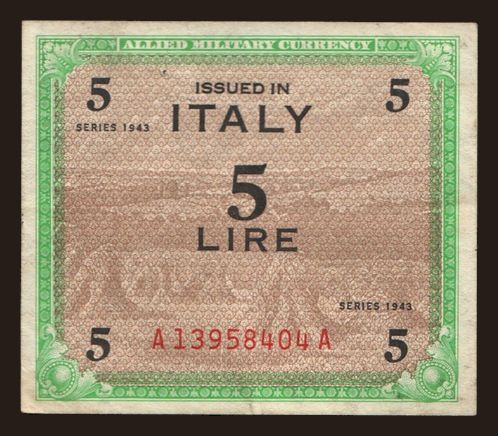 ALLIED MILITARY CURRENCY
5 ISSUED IN 5
SERIES 1943 ITALY
5
LIRE
SERIES 1943
5 A13958404A 5